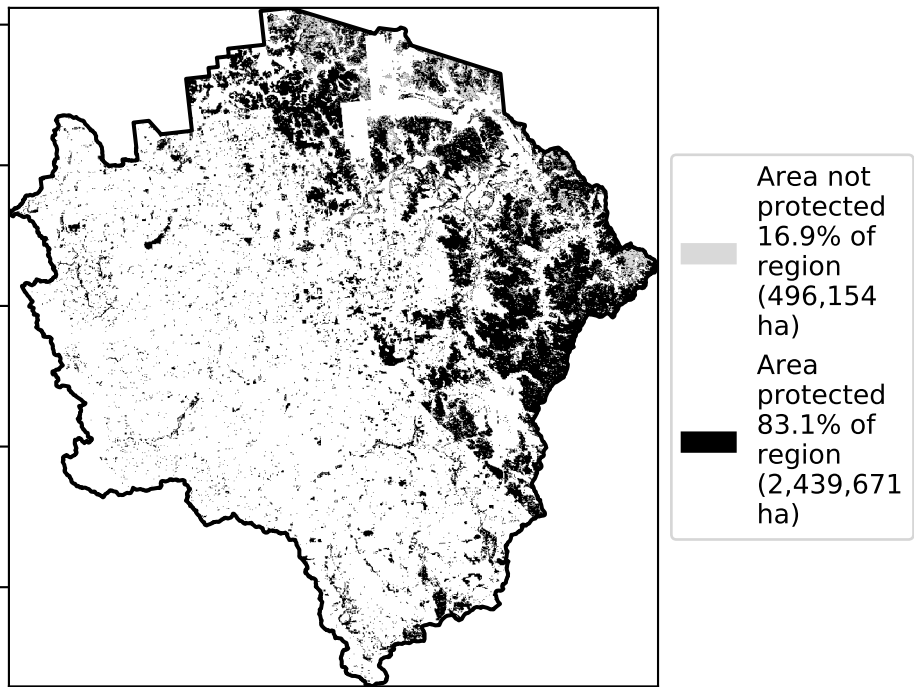 Area not
protected
16.9% of
region
(496,154
ha)
Area
protected
83.1% of
region
(2,439,671
ha)